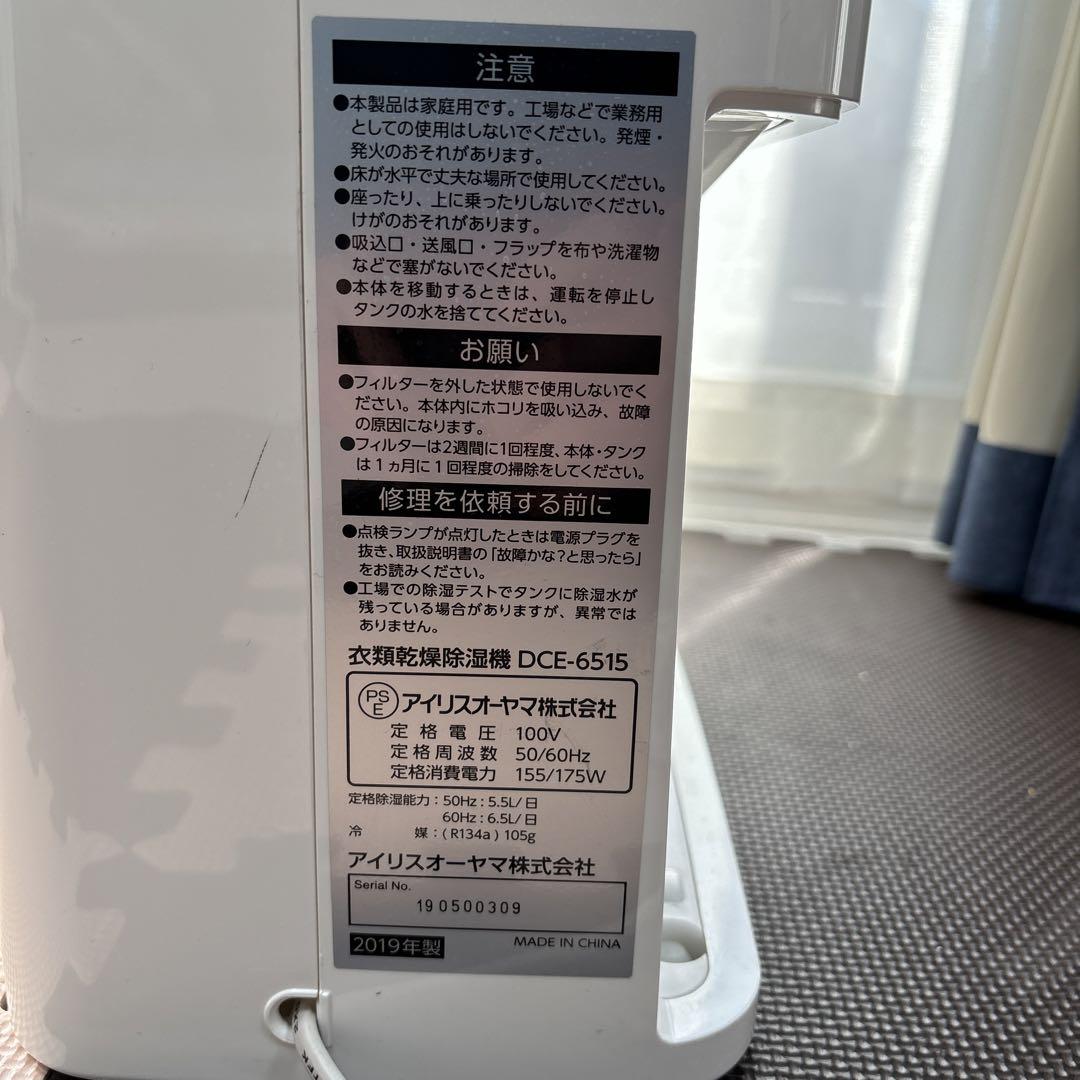 注意
●本製品は家庭用です。工場などで業務用
としての使用はしないでください。発煙・
発火のおそれがあります。
●床が水平で丈夫な場所で使用してください。
●座ったり、上に乗ったりしないでください。
けがのおそれがあります。
●吸込口・送風口・フラップを布や洗濯物
などで塞がないでください。
●本体を移動するときは、運転を停止し
タンクの水を捨ててください。
お願い
●フィルターを外した状態で使用しないでく
ださい。本体内にホコリを吸い込み、故障
の原因になります。
●フィルターは2週間に1回程度、本体・タンク
は1ヵ月に1回程度の掃除をしてください。
修理を依頼する前に
●点検ランプが点灯したときは電源プラグを
抜き、取扱説明書の「故障かな?と思ったら」
をお読みください。
●工場での除湿テストでタンクに除湿水が
残っている場合がありますが、異常では
ありません。
衣類乾燥除湿機 DCE-6515
PSE アイリスオーヤマ株式会社
定格電圧 100V
定格周波数 50/60Hz
定格消費電力 155/175W
定格除湿能力:50Hz:5.5L/日
60Hz:6.5L/日
冷媒:(R134a)105g
アイリスオーヤマ株式会社
Serial No.
190500309
2019年製 MADE IN CHINA